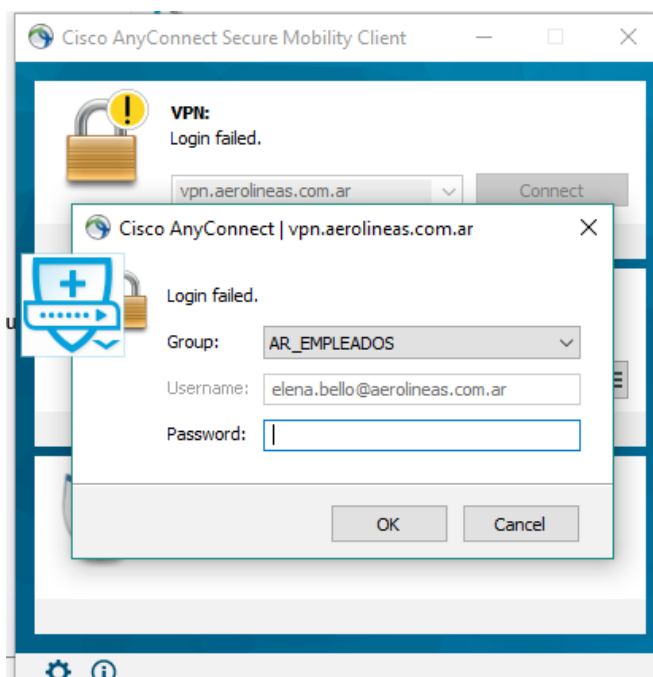 Cisco AnyConnect Secure Mobility Client
VPN:
Login failed.
vpn.aerolineas.com.ar
Connect
Cisco AnyConnect | vpn.aerolineas.com.ar
Login failed.
Group: AR_EMPLEADOS
Username: elena.bello@aerolineas.com.ar
Password:
OK Cancel